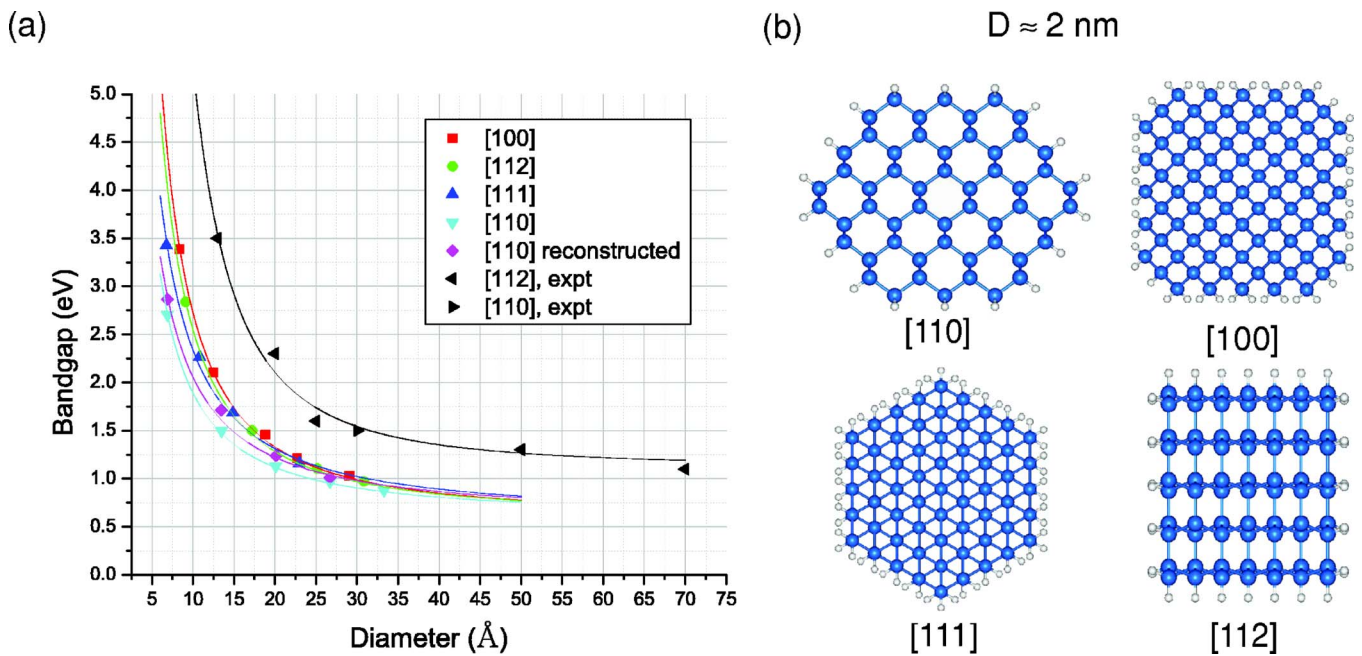 (a)
5.0
4.5
4.0
3.5
3.0
2.5
2.0
1.5
1.0
0.5
0.0
Bandgap (eV)
[100]
[112]
[111]
[110]
[110] reconstructed
[112], expt
[110], expt
5 10 15 20 25 30 35 40 45 50 55 60 65 70 75
Diameter (Å)
(b) D ≈ 2 nm
[110] [100]
[111] [112]